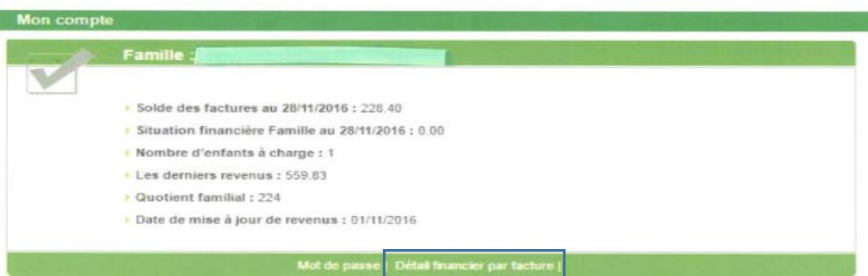 Mon compte
Famille :
Solde des factures au 28/11/2016 : 228.40
Situation financière Famille au 28/11/2016 : 0.00
Nombre d'enfants à charge : 1
Les derniers revenus : 559.83
Quotient familial : 224
Date de mise à jour de revenus : 01/11/2016
Mot de passe | Détail financier par facture |